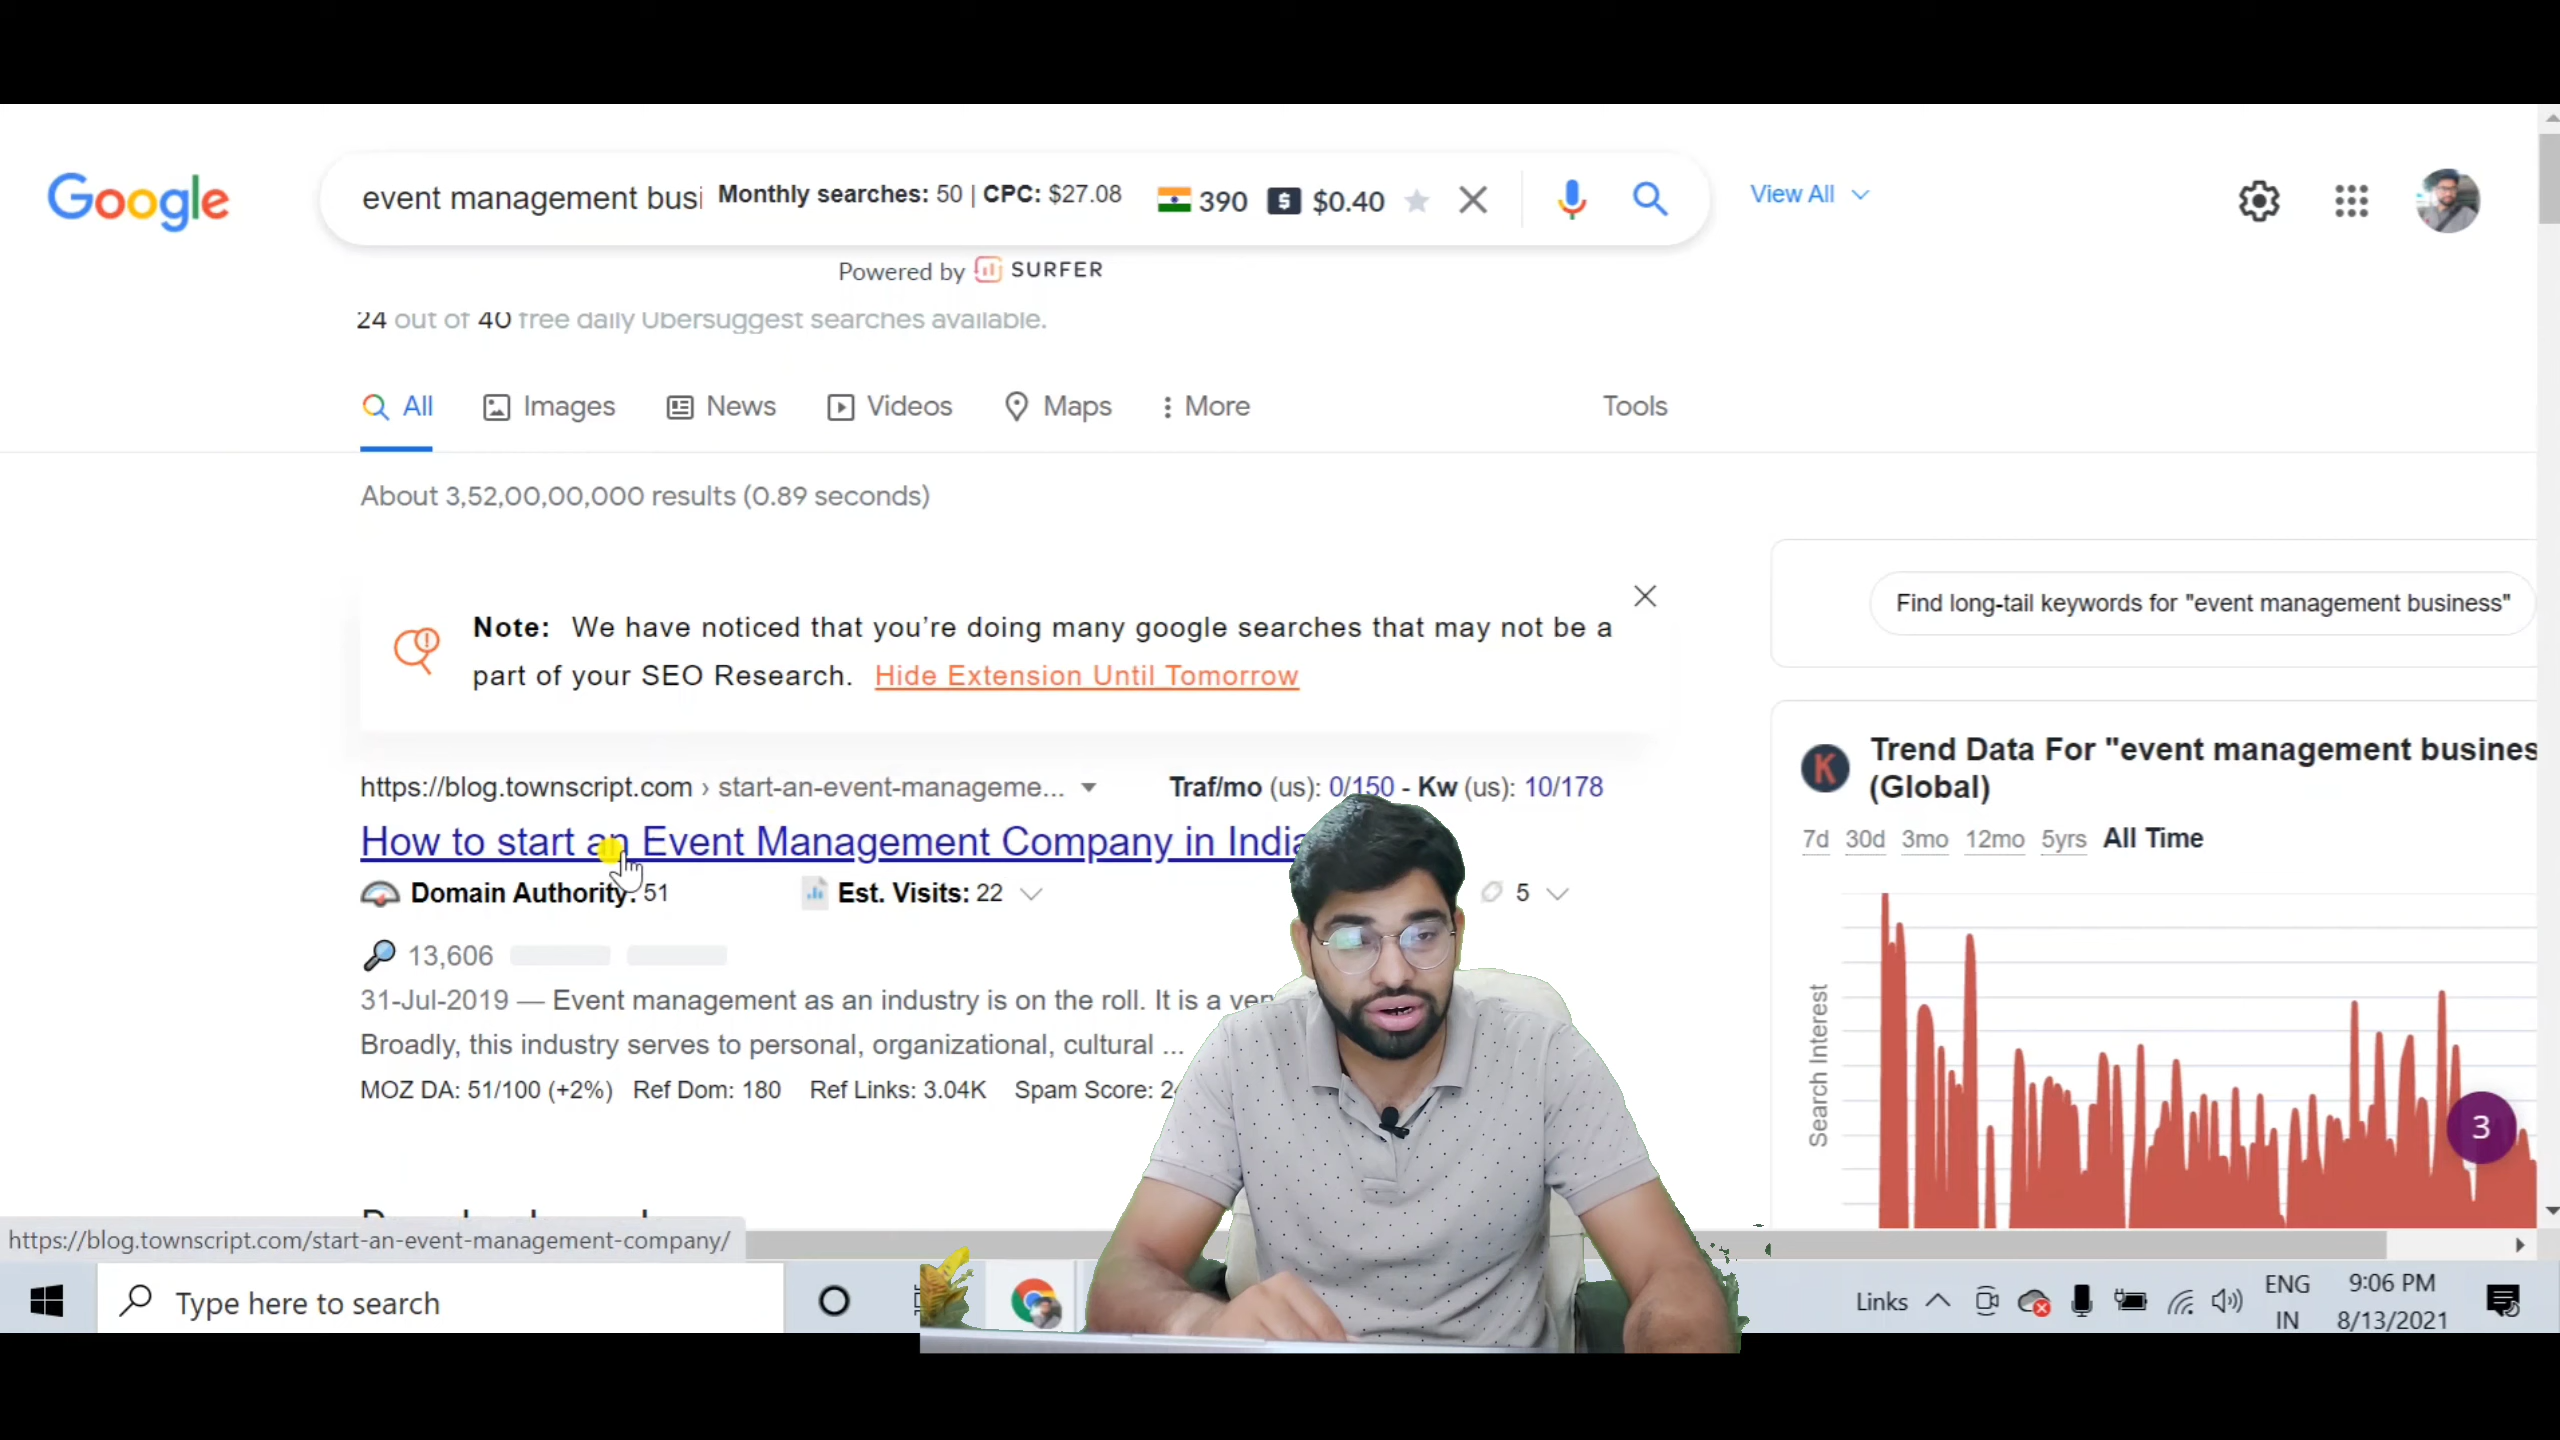 Google
event management busi Monthly searches: 50 | CPC: $27.08 390 $ $0.40
View All
Powered by SURFER
24 out of 40 free daily Ubersuggest searches available.
All Images News Videos Maps More Tools
About 3,52,00,00,000 results (0.89 seconds)
Note: We have noticed that you're doing many google searches that may not be a
part of your SEO Research. Hide Extension Until Tomorrow
https://blog.townscript.com › start-an-event-manageme...
Traf/mo (us): 0/150 - Kw (us): 10/178
How to start an Event Management Company in India
Domain Authority: 51 Est. Visits: 22 5
13,606
31-Jul-2019 — Event management as an industry is on the roll. It is a very
Broadly, this industry serves to personal, organizational, cultural ...
MOZ DA: 51/100 (+2%) Ref Dom: 180 Ref Links: 3.04K Spam Score:
Find long-tail keywords for "event management business"
K
Trend Data For "event management busines
(Global)
7d 30d 3mo 12mo 5yrs All Time
Search Interest
3
https://blog.townscript.com/start-an-event-management-company/
Type here to search
Links
ENG
IN
9:06 PM
8/13/2021